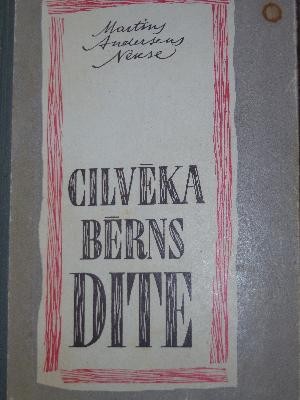 Martins
Andersens
Nekse
CILVĒKA
BĒRNS
DITE